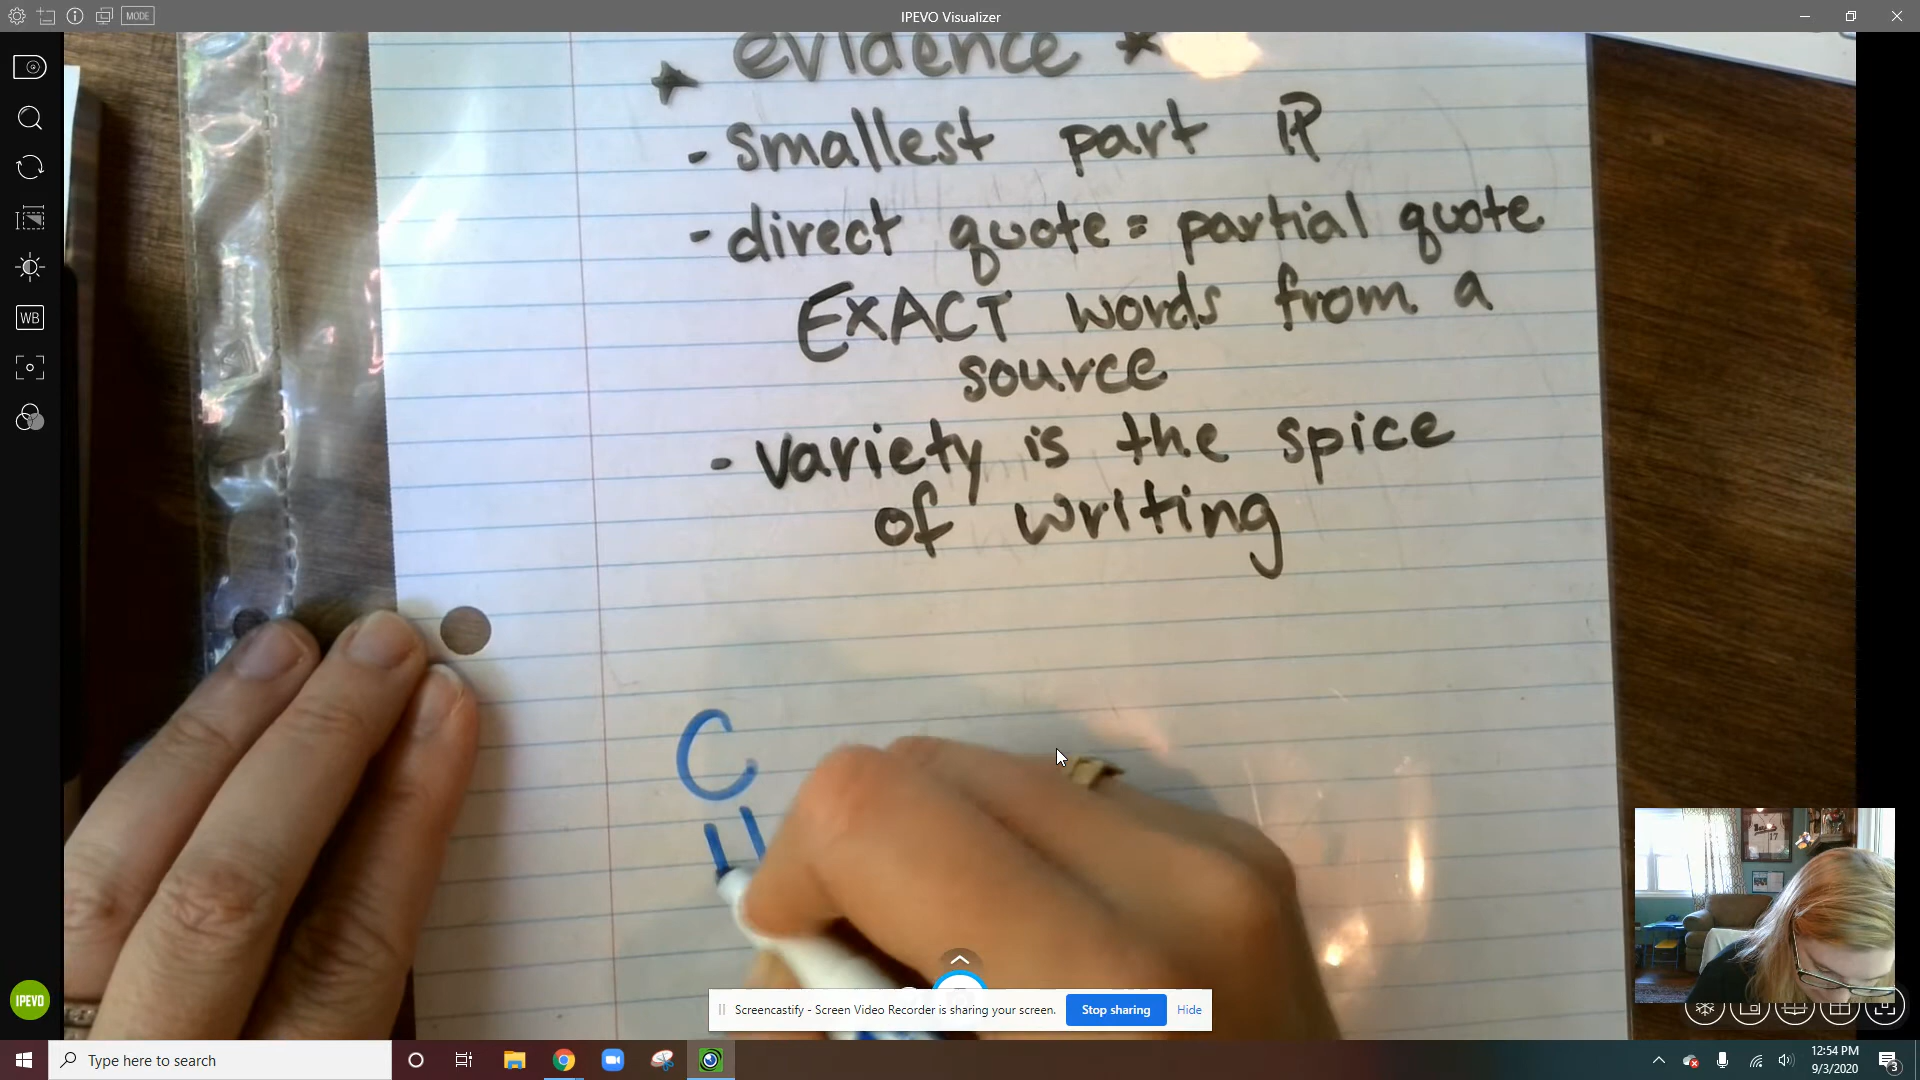 MODE
IPEVO Visualizer
★ evidence ★
- smallest part IP
- direct quote = partial quote
EXACT words from a
source
- variety is the spice
of writing
WB
C
17
IPEVO
Screencastify - Screen Video Recorder is sharing your screen.
Stop sharing
Hide
Type here to search
12:54 PM
9/3/2020
3